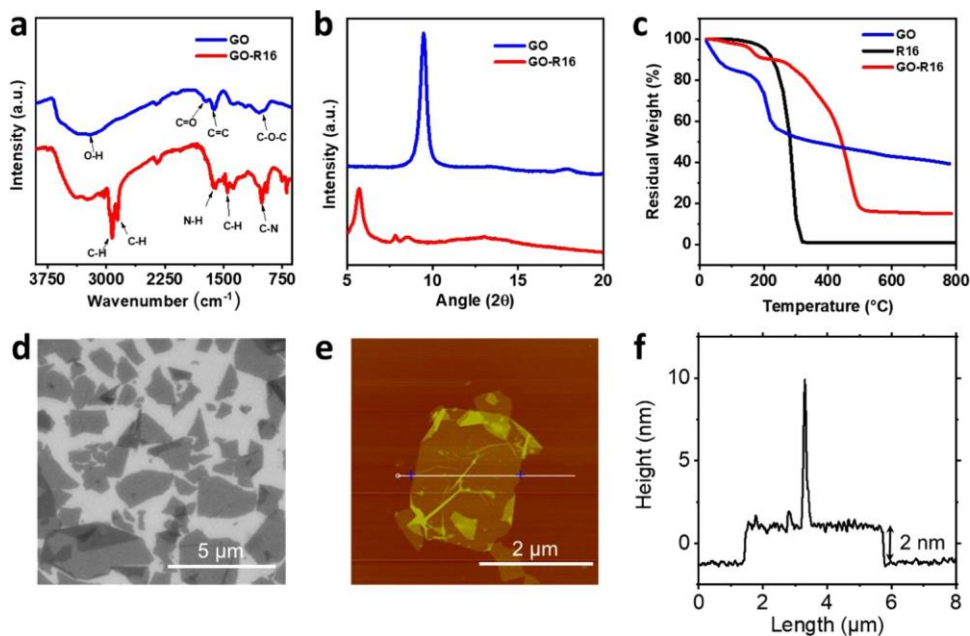 a
GO
GO-R16
C=O
C=C
C-O-C
O-H
N-H
C-H
C-N
C-H
C-H
Intensity (a.u.)
3750 3000 2250 1500 750
Wavenumber (cm⁻¹)
b
GO
GO-R16
Intensity (a.u.)
5 10 15 20
Angle (2θ)
c
GO
R16
GO-R16
Residual Weight (%)
100
80
60
40
20
0
0 200 400 600 800
Temperature (°C)
d
5 μm
e
2 μm
f
Height (nm)
10
5
0
2 nm
0 2 4 6 8
Length (μm)